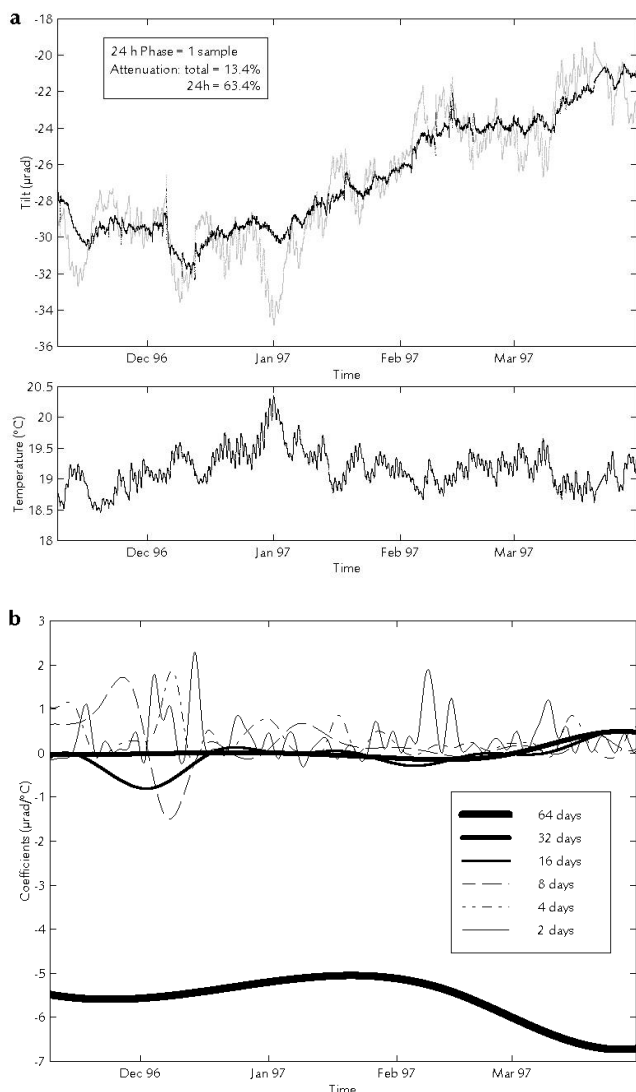 a
24 h Phase = 1 sample
Attenuation: total = 13.4%
24h = 63.4%
Tilt (µrad)
-18
-20
-22
-24
-26
-28
-30
-32
-34
-36
Dec 96 Jan 97 Feb 97 Mar 97
Time
Temperature (°C)
20.5
20
19.5
19
18.5
18
Dec 96 Jan 97 Feb 97 Mar 97
Time
b
Coefficients (µrad/°C)
3
2
1
0
-1
-2
-3
-4
-5
-6
-7
64 days
32 days
16 days
8 days
4 days
2 days
Dec 96 Jan 97 Feb 97 Mar 97
Time